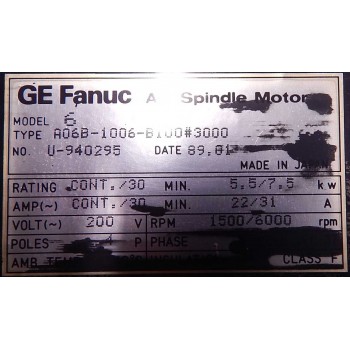 GE Fanuc Spindle Motor
MODEL 6
TYPE A06B-1006-B100#3000
NO. U-940295 DATE 89.01
MADE IN JAPAN
RATING CONT./30 MIN. 5.5/7.5 kw
AMP(~) CONT./30 MIN. 22/31 A
VOLT(~) 200 V RPM 1500/6000 rpm
POLES 4 P PHASE
AMB CLASS F